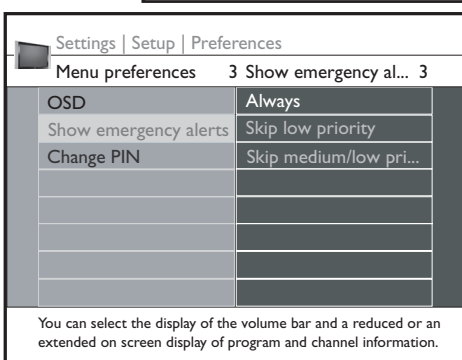 Settings | Setup | Preferences
Menu preferences 3 Show emergency al... 3
OSD Always
Show emergency alerts Skip low priority
Change PIN Skip medium/low pri...
You can select the display of the volume bar and a reduced or an
extended on screen display of program and channel information.